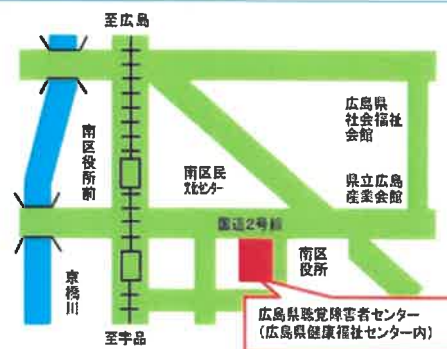 至広島
広島県
社会福祉
会館
南区役所前
南区民
文化センター
県立広島
産業会館
国道2号線
南区
役所
京橋川
広島県聴覚障害者センター
(広島県健康福祉センター内)
至宇品